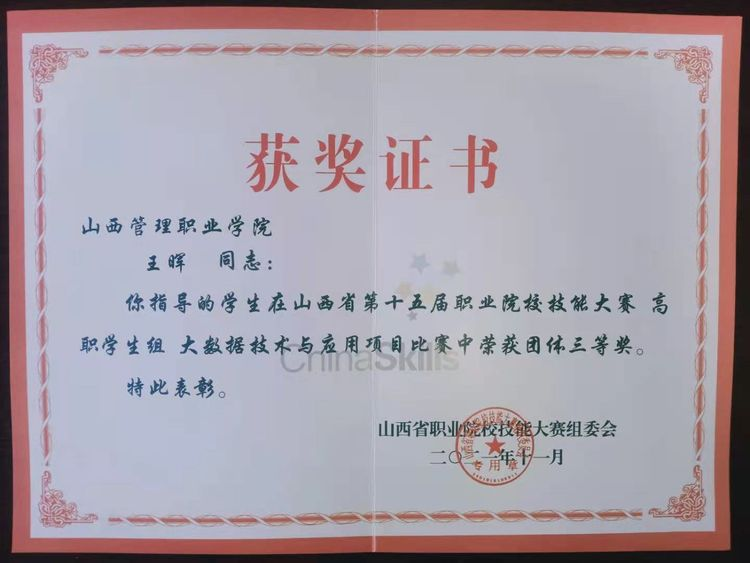 获奖证书
山西管理职业学院
王晖 同志：
你指导的学生在山西省第十五届职业院校技能大赛 高
职学生组 大数据技术与应用项目比赛中荣获团体三等奖。
ChinaSkills
特此表彰。
山西省职业院校技能大赛组委会
二〇二一年十一月
专用章